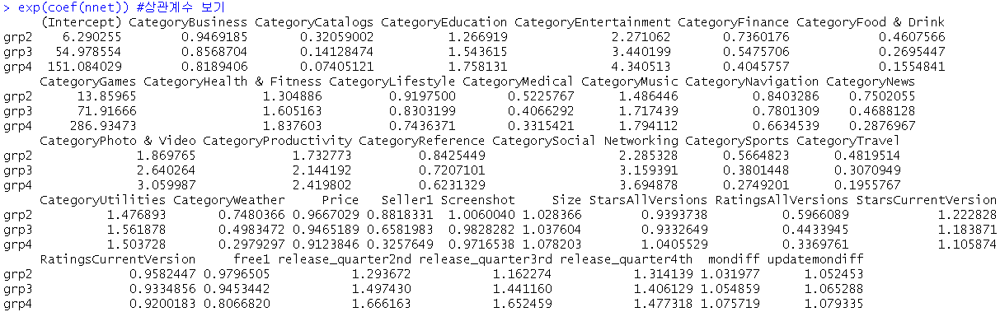 > exp(coef(nnet)) #상관계수 보기
(Intercept) CategoryBusiness CategoryCatalogs CategoryEducation CategoryEntertainment CategoryFinance CategoryFood & Drink
grp2 6.290255 0.9469185 0.32059002 1.266919 2.271062 0.7360176 0.4607566
grp3 54.978554 0.8568704 0.14128474 1.543615 3.440199 0.5475706 0.2695447
grp4 151.084029 0.8189406 0.07405121 1.758131 4.340513 0.4045757 0.1554841
CategoryGames CategoryHealth & Fitness CategoryLifestyle CategoryMedical CategoryMusic CategoryNavigation CategoryNews
grp2 13.85965 1.304886 0.9197500 0.5225767 1.486446 0.8403286 0.7502055
grp3 71.91666 1.605163 0.8303199 0.4066292 1.717439 0.7801309 0.4688128
grp4 286.93473 1.837603 0.7436371 0.3315421 1.794112 0.6634539 0.2876967
CategoryPhoto & Video CategoryProductivity CategoryReference CategorySocial Networking CategorySports CategoryTravel
grp2 1.869765 1.732773 0.8425449 2.285328 0.5664823 0.4819514
grp3 2.640264 2.144192 0.7207101 3.159391 0.3801448 0.3070949
grp4 3.059987 2.419802 0.6231329 3.694878 0.2749201 0.1955767
CategoryUtilities CategoryWeather Price Seller1 Screenshot Size StarsAllVersions RatingsAllVersions StarsCurrentVersion
grp2 1.476893 0.7480366 0.9667029 0.8818331 1.0060040 1.028366 0.9393738 0.5966089 1.222828
grp3 1.561878 0.4983472 0.9465189 0.6581983 0.9828282 1.037604 0.9332649 0.4433945 1.183871
grp4 1.503728 0.2979297 0.9123846 0.3257649 0.9716538 1.078203 1.0405529 0.3369761 1.105874
RatingsCurrentVersion free1 release_quarter2nd release_quarter3rd release_quarter4th mondiff updatemondiff
grp2 0.9582447 0.9796505 1.293672 1.162274 1.314139 1.031977 1.052453
grp3 0.9334856 0.9453442 1.497430 1.441160 1.406129 1.054859 1.065288
grp4 0.9200183 0.8066820 1.666163 1.652459 1.477318 1.075719 1.079335